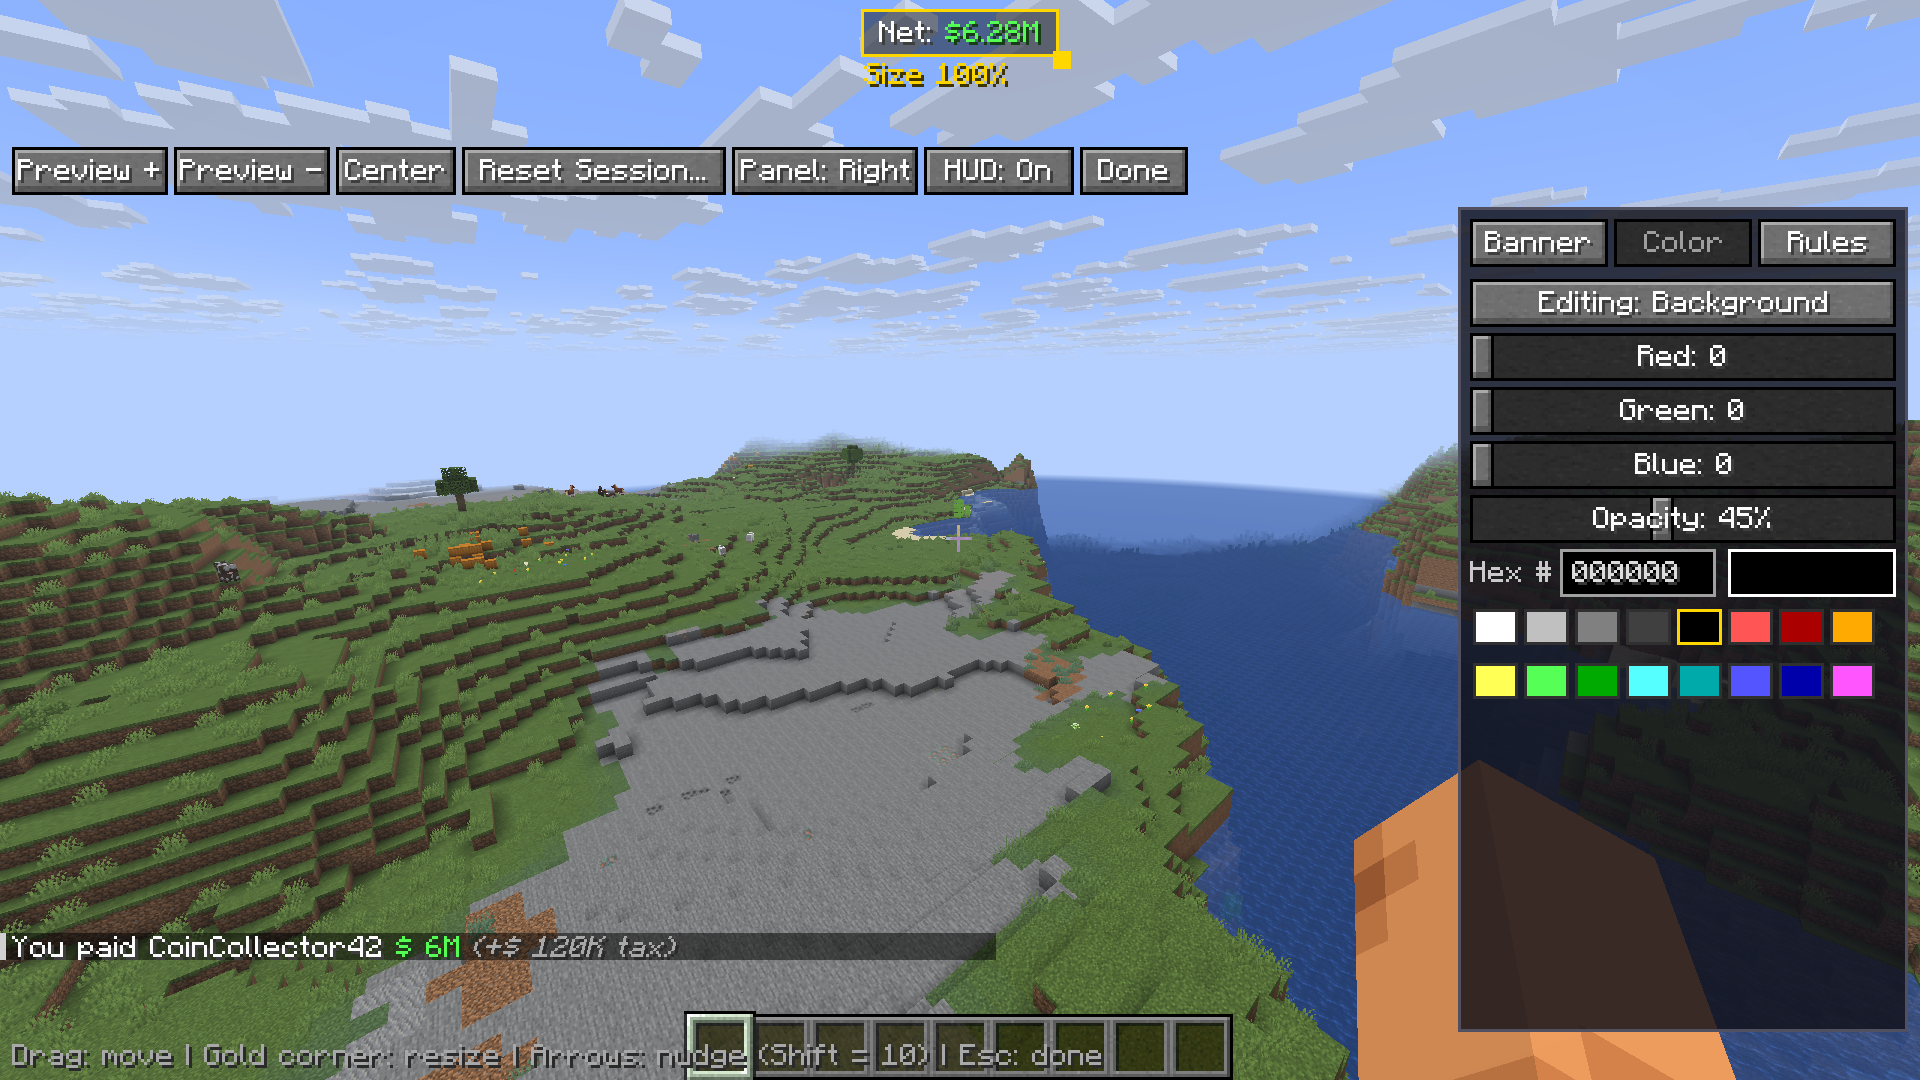 Net: $6.28M
Size 100%
Preview +
Preview -
Center
Reset Session...
Panel: Right
HUD: On
Done
Banner
Color
Rules
Editing: Background
Red: 0
Green: 0
Blue: 0
Opacity: 45%
Hex # 000000
You paid CoinCollector42 $ 6M (+$ 120K tax)
Drag: move | Gold corner: resize | Arrows: nudge (Shift = 10) | Esc: done